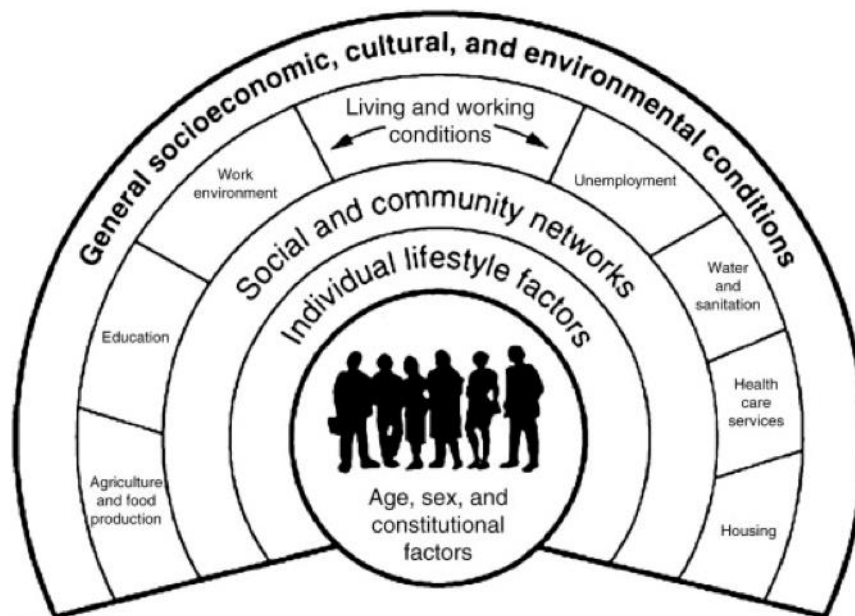 General socioeconomic, cultural, and environmental conditions
Living and working
conditions
Work
environment
Unemployment
Social and community networks
Individual lifestyle factors
Education
Water
and
sanitation
Health
care
services
Agriculture
and food
production
Housing
Age, sex, and
constitutional
factors